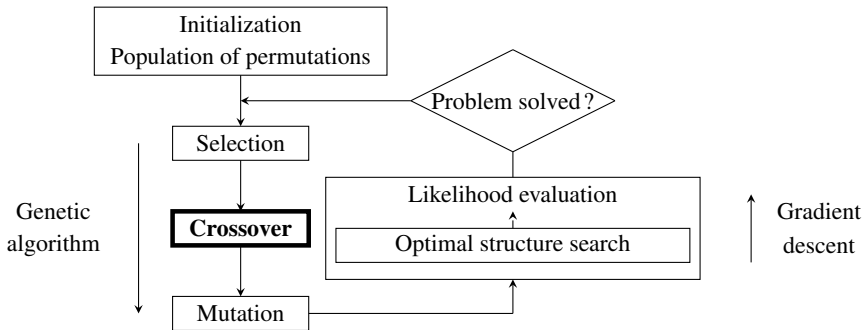 Initialization
Population of permutations
Problem solved ?
Selection
Likelihood evaluation
Genetic
algorithm
Crossover
Optimal structure search
Gradient
descent
Mutation